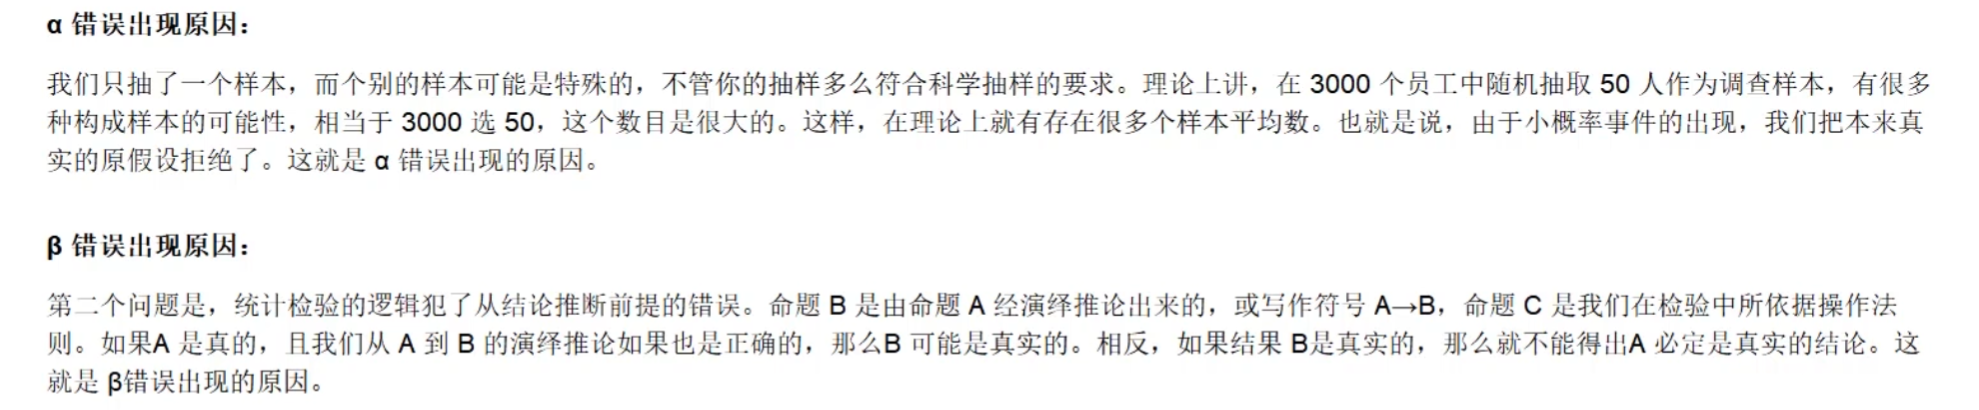 α 错误出现原因：
我们只抽了一个样本，而个别的样本可能是特殊的，不管你的抽样多么符合科学抽样的要求。理论上讲，在 3000 个员工中随机抽取 50 人作为调查样本，有很多
种构成样本的可能性，相当于 3000 选 50，这个数目是很大的。这样，在理论上就有存在很多个样本平均数。也就是说，由于小概率事件的出现，我们把本来真
实的原假设拒绝了。这就是 α 错误出现的原因。
β 错误出现原因：
第二个问题是，统计检验的逻辑犯了从结论推断前提的错误。命题 B 是由命题 A 经演绎推论出来的，或写作符号 A→B，命题 C 是我们在检验中所依据操作法
则。如果A 是真的，且我们从 A 到 B 的演绎推论如果也是正确的，那么B 可能是真实的。相反，如果结果 B是真实的，那么就不能得出A 必定是真实的结论。这
就是 β错误出现的原因。